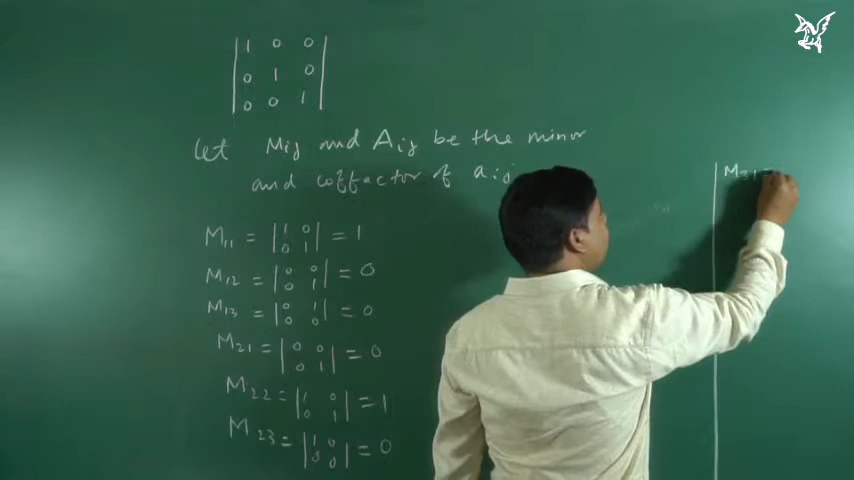 | 1 0 0 |
| 0 1 0 |
| 0 0 1 |
let Mij and Aij be the minor
and coffactor of aij
M11 = | 1 0 | = 1
| 0 1 |
M12 = | 0 0 | = 0
| 0 1 |
M13 = | 0 1 | = 0
| 0 0 |
M21 = | 0 0 | = 0
| 0 1 |
M22 = | 1 0 | = 1
| 0 1 |
M23 = | 1 0 | = 0
| 0 0 |